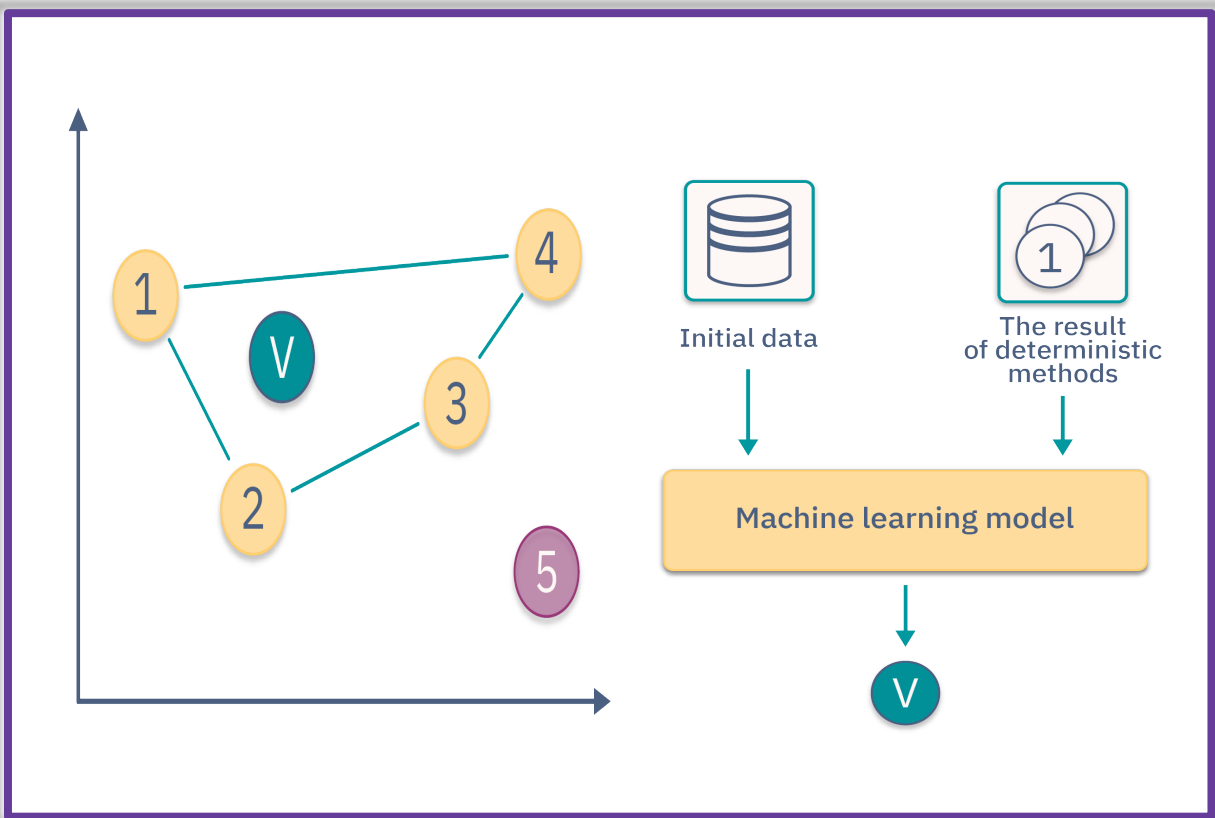 4
1
V
3
2
5
1
Initial data
The result
of deterministic
methods
Machine learning model
V